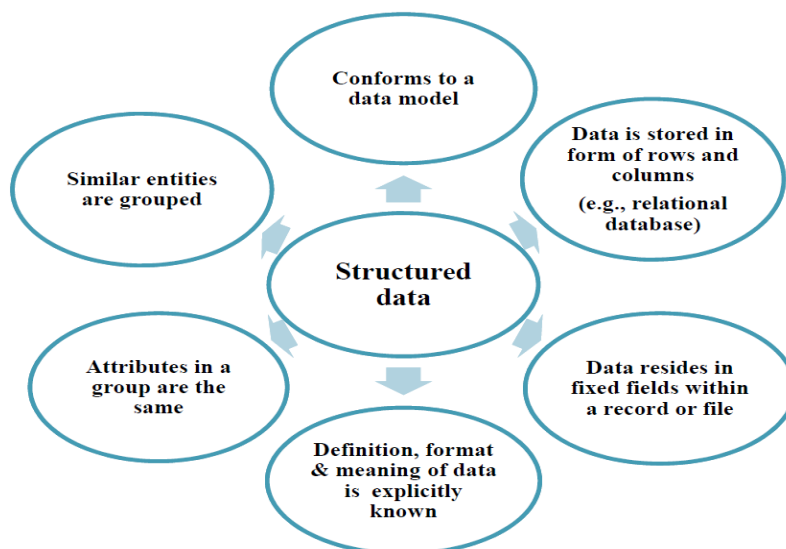 Conforms to a
data model
Data is stored in
form of rows and
columns
(e.g., relational
database)
Similar entities
are grouped
Structured
data
Attributes in a
group are the
same
Data resides in
fixed fields within
a record or file
Definition, format
& meaning of data
is explicitly
known